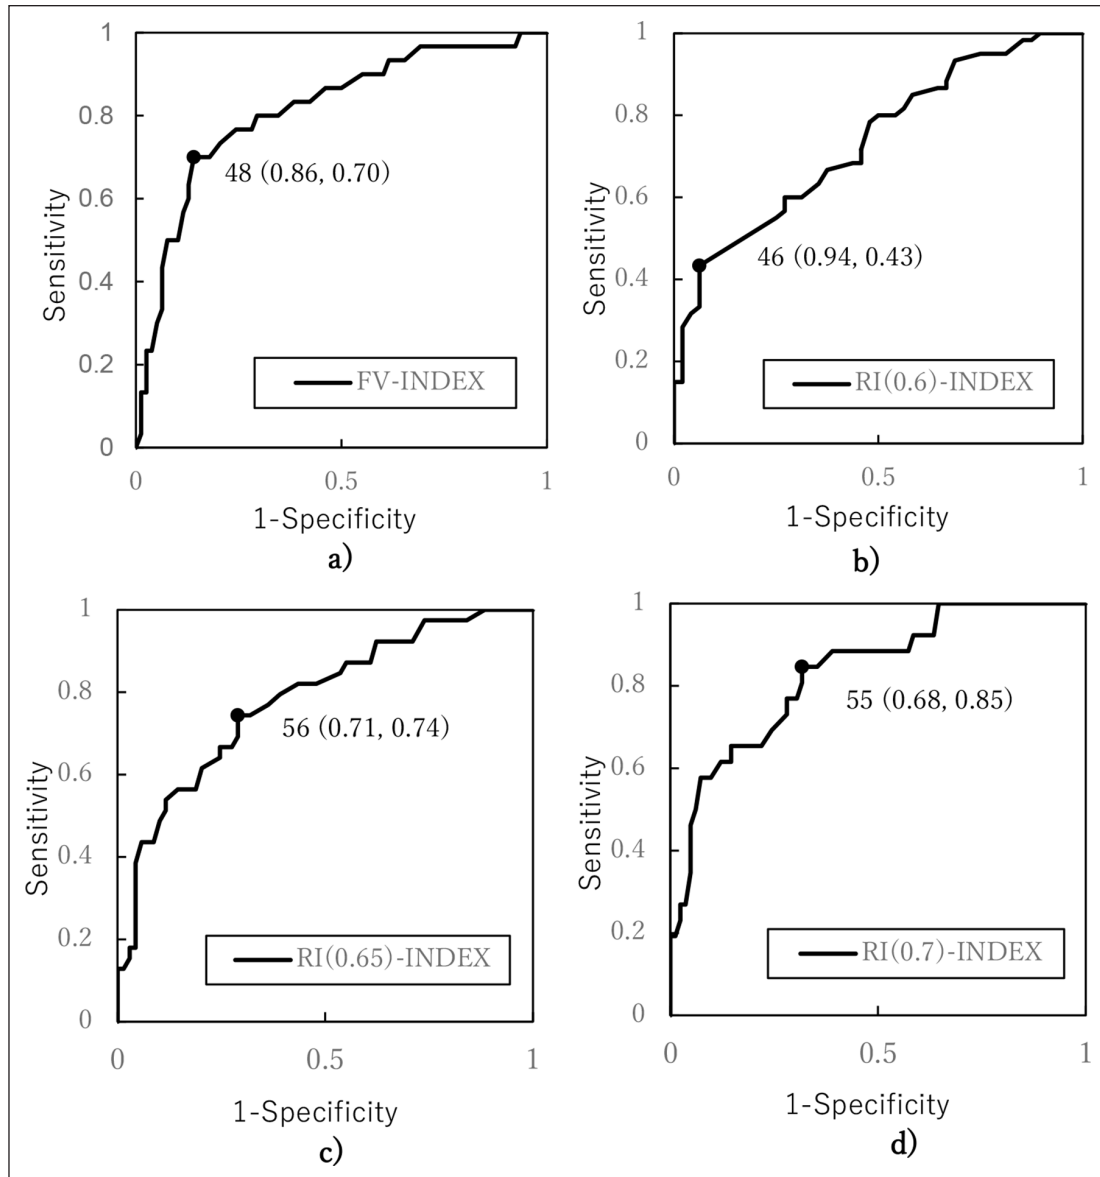 1
0.8
0.6
0.4
0.2
0
Sensitivity
48 (0.86, 0.70)
FV-INDEX
0
0.5
1
1-Specificity
a)
1
0.8
0.6
0.4
0.2
0
Sensitivity
46 (0.94, 0.43)
RI(0.6)-INDEX
0
0.5
1
1-Specificity
b)
1
0.8
0.6
0.4
0.2
0
Sensitivity
56 (0.71, 0.74)
RI(0.65)-INDEX
0
0.5
1
1-Specificity
c)
1
0.8
0.6
0.4
0.2
0
Sensitivity
55 (0.68, 0.85)
RI(0.7)-INDEX
0
0.5
1
1-Specificity
d)